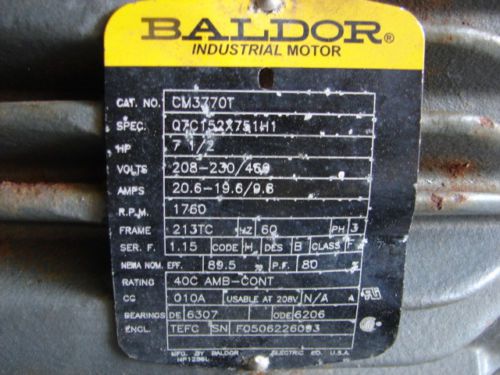 BALDOR®
INDUSTRIAL MOTOR
CAT. NO. CM3770T
SPEC. 07C152X751H1
HP 7 1/2
VOLTS 208-230/460
AMPS 20.6-19.6/9.8
R.P.M. 1760
FRAME 213TC HZ 60 PH 3
SER. F. 1.15 CODE H DES B CLASS F
NEMA NOM. EFF. 89.5 % P.F. 80 %
RATING 40C AMB-CONT
CC 010A USABLE AT 208V N/A A
BEARINGS DE 6307 ODE 6206
ENCL. TEFC SN F0506226093
MFG. BY BALDOR ELECTRIC CO. U.S.A.